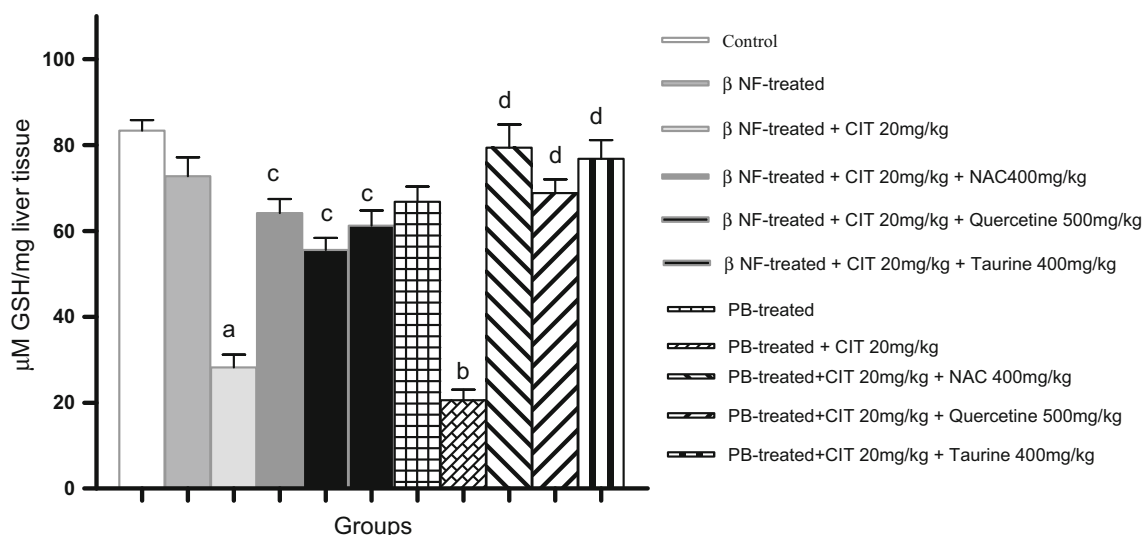 μM GSH/mg liver tissue
100
80
60
40
20
0
a
c
c
c
b
d
d
d
Groups
Control
β NF-treated
β NF-treated + CIT 20mg/kg
β NF-treated + CIT 20mg/kg + NAC400mg/kg
β NF-treated + CIT 20mg/kg + Quercetine 500mg/kg
β NF-treated + CIT 20mg/kg + Taurine 400mg/kg
PB-treated
PB-treated + CIT 20mg/kg
PB-treated+CIT 20mg/kg + NAC 400mg/kg
PB-treated+CIT 20mg/kg + Quercetine 500mg/kg
PB-treated+CIT 20mg/kg + Taurine 400mg/kg